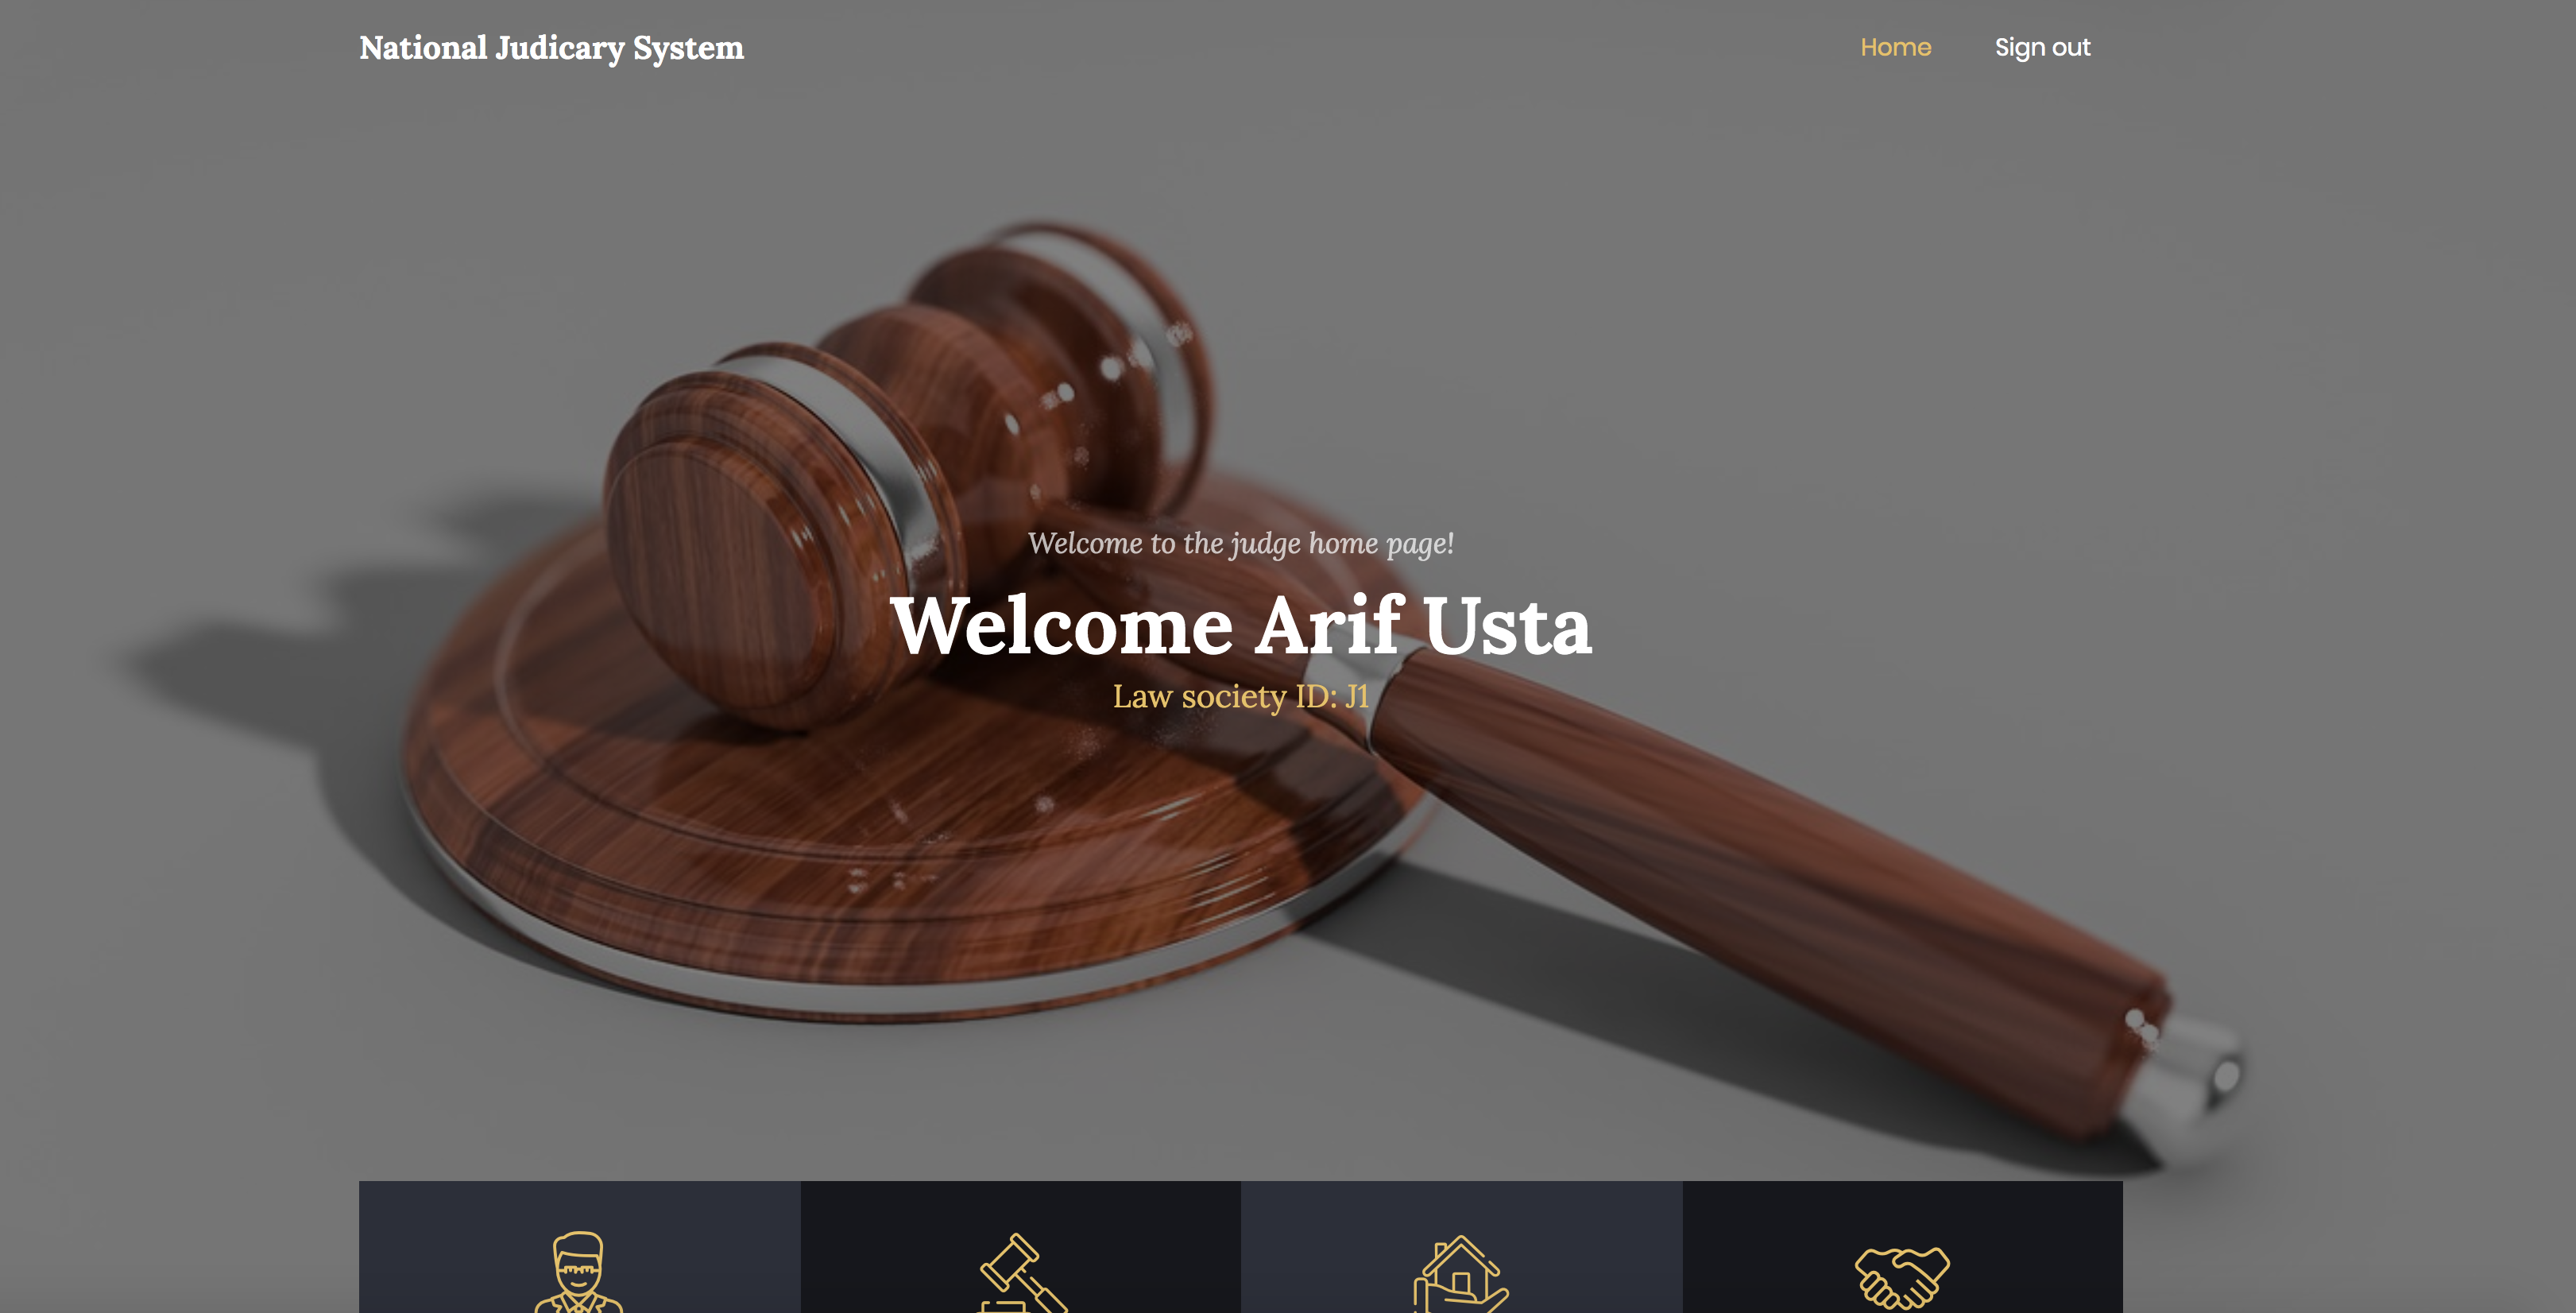 National Judicary System
Home
Sign out
Welcome to the judge home page!
Welcome Arif Usta
Law society ID: J1